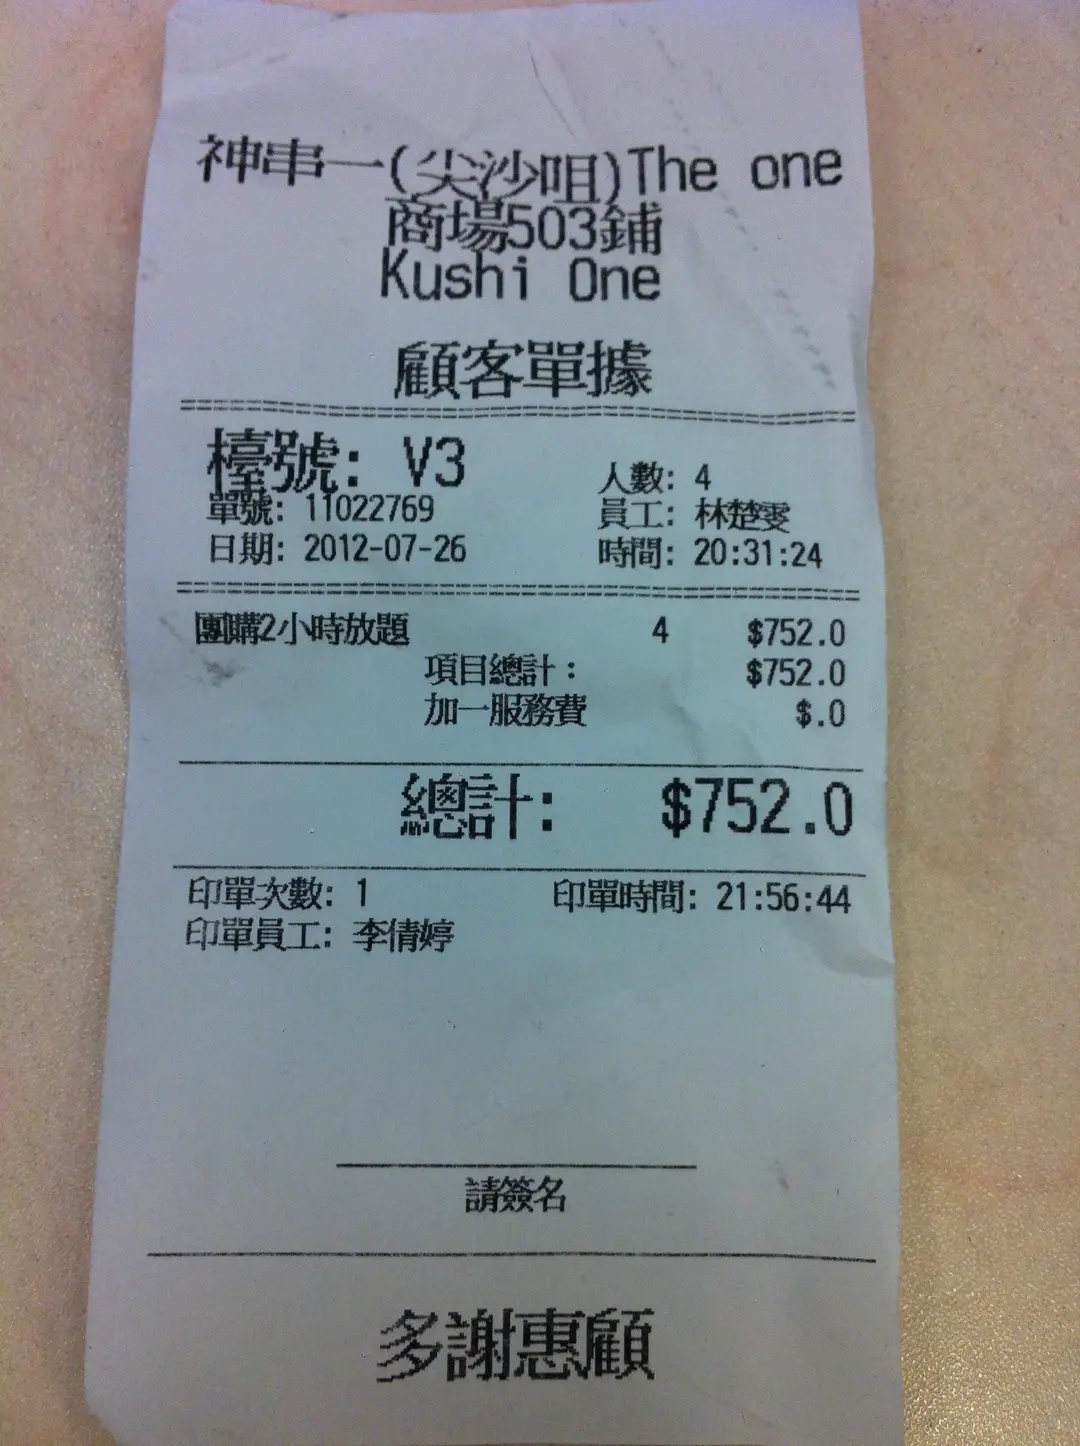 神串一(尖沙咀)The one
商場503鋪
Kushi One
顧客單據
檯號: V3
人數: 4
單號: 11022769
員工: 林楚雯
日期: 2012-07-26
時間: 20:31:24
團購2小時放題 4 $752.0
項目總計: $752.0
加一服務費 $.0
總計: $752.0
印單次數: 1
印單時間: 21:56:44
印單員工: 李倩婷
請簽名
多謝惠顧